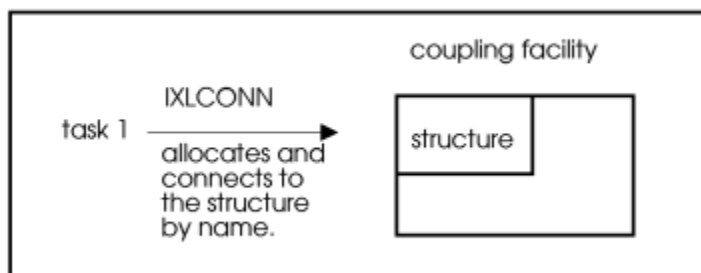 coupling facility
IXLCONN
task 1
structure
allocates and
connects to
the structure
by name.